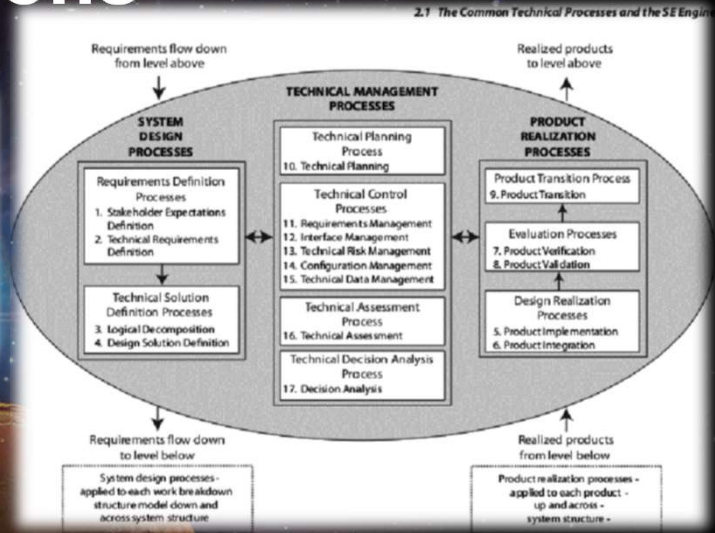 2.1 The Common Technical Processes and the SE Engine
Requirements flow down
from level above
Realized products
to level above
TECHNICAL MANAGEMENT
PROCESSES
SYSTEM
DESIGN
PROCESSES
PRODUCT
REALIZATION
PROCESSES
Requirements Definition
Processes
1. Stakeholder Expectations
Definition
2. Technical Requirements
Definition
Technical Solution
Definition Processes
3. Logical Decomposition
4. Design Solution Definition
Technical Planning
Process
10. Technical Planning
Technical Control
Processes
11. Requirements Management
12. Interface Management
13. Technical Risk Management
14. Configuration Management
15. Technical Data Management
Technical Assessment
Process
16. Technical Assessment
Technical Decision Analysis
Process
17. Decision Analysis
Product Transition Process
9. Product Transition
Evaluation Processes
7. Product Verification
8. Product Validation
Design Realization
Processes
5. Product Implementation
6. Product Integration
Requirements flow down
to level below
Realized products
from level below
System design processes -
applied to each work breakdown
structure model down and
across system structure
Product realization processes -
applied to each product -
up and across -
system structure -